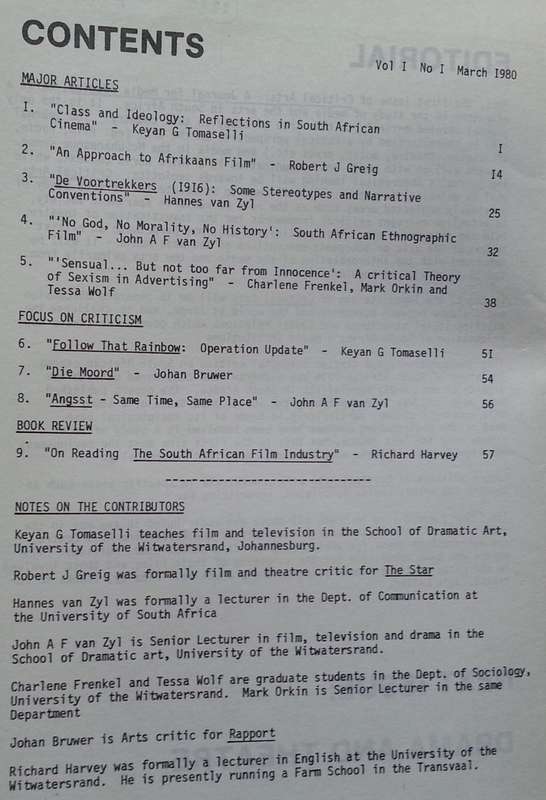 CONTENTS
Vol I No I March I980
MAJOR ARTICLES
I. "Class and Ideology: Reflections in South African
Cinema" - Keyan G Tomaselli I
2. "An Approach to Afrikaans Film" - Robert J Greig I4
3. "De Voortrekkers (I9I6): Some Stereotypes and Narrative
Conventions" - Hannes van Zyl 25
4. "'No God, No Morality, No History': South African Ethnographic
Film" - John A F van Zyl 32
5. "'Sensual... But not too far from Innocence': A critical Theory
of Sexism in Advertising" - Charlene Frenkel, Mark Orkin and
Tessa Wolf 38
FOCUS ON CRITICISM
6. "Follow That Rainbow: Operation Update" - Keyan G Tomaselli 5I
7. "Die Moord" - Johan Bruwer 54
8. "Angsst - Same Time, Same Place" - John A F van Zyl 56
BOOK REVIEW
9. "On Reading The South African Film Industry" - Richard Harvey 57
-------------------------------
NOTES ON THE CONTRIBUTORS
Keyan G Tomaselli teaches film and television in the School of Dramatic Art,
University of the Witwatersrand, Johannesburg.
Robert J Greig was formally film and theatre critic for The Star
Hannes van Zyl was formally a lecturer in the Dept. of Communication at
the University of South Africa
John A F van Zyl is Senior Lecturer in film, television and drama in the
School of Dramatic art, University of the Witwatersrand.
Charlene Frenkel and Tessa Wolf are graduate students in the Dept. of Sociology,
University of the Witwatersrand. Mark Orkin is Senior Lecturer in the same
Department
Johan Bruwer is Arts critic for Rapport
Richard Harvey was formally a lecturer in English at the University of the
Witwatersrand. He is presently running a Farm School in the Transvaal.